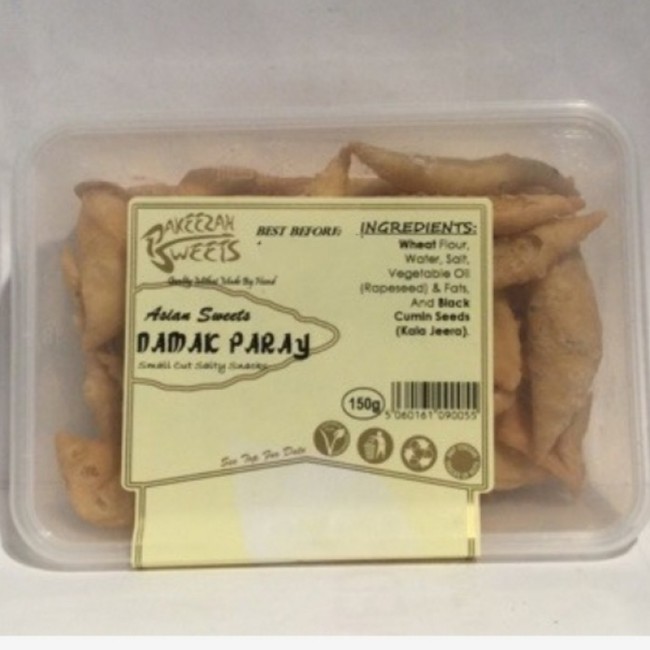 PAKEEZAH
SWEETS
Quality Mithai Made By Hand
BEST BEFORE:
INGREDIENTS:
Wheat Flour,
Water, Salt,
Vegetable Oil
(Rapeseed) & Fats,
And Black
Cumin Seeds
(Kala Jeera).
Asian Sweets
NAMAK PARAY
Small Cut Salty Snacks
150g
5 060161 090055
See Top For Date